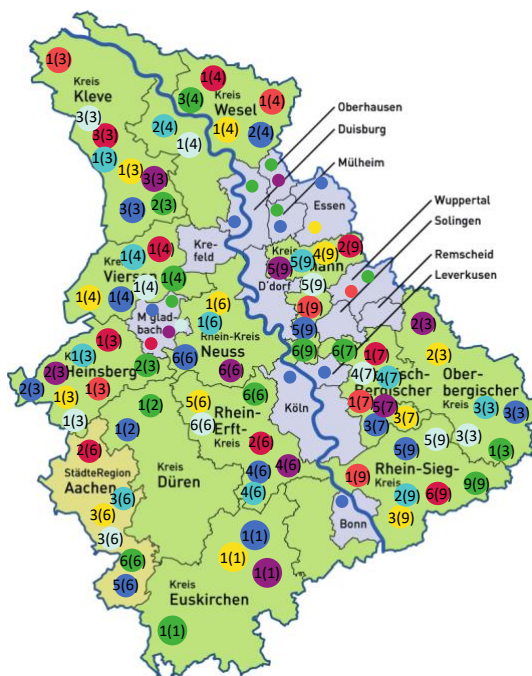 1(3)
1(4)
Kreis
Kleve
3(4)
Kreis
Wesel
1(4)
Oberhausen
3(3)
3(3)
2(4)
1(4)
2(4)
Duisburg
1(3)
1(4)
Mülheim
1(3)
3(3)
3(3)
2(3)
Essen
Wuppertal
Solingen
Remscheid
Leverkusen
Kre-
feld
1(4)
1(4)
Viersen
1(4)
1(4)
1(4)
1(4)
Kreis
5(9)
5(9)
4(9)
2(9)
mann
D'dorf
5(9)
1(9)
5(9)
M'glad-
bach
1(6)
1(6)
Rhein-Kreis
Neuss
6(6)
6(6)
6(9)
6(7)
1(7)
2(3)
2(3)
Ober-
bergischer
Kreis
3(3)
3(3)
3(3)
1(3)
1(3)
1(3)
2(3)
Heinsberg
2(3)
2(3)
1(3)
1(3)
1(3)
4(7)
4(7)
Bergischer
1(7)
5(7)
3(7)
3(7)
Köln
1(2)
1(2)
5(6)
6(6)
6(6)
Rhein-
Erft-
Kreis
2(6)
4(6)
4(6)
4(6)
5(9)
5(9)
Rhein-Sieg-
Kreis
1(9)
2(9)
6(9)
9(9)
3(9)
Bonn
2(6)
StädteRegion
Aachen
3(6)
3(6)
3(6)
6(6)
5(6)
Kreis
Düren
1(1)
1(1)
1(1)
Kreis
Euskirchen
1(1)